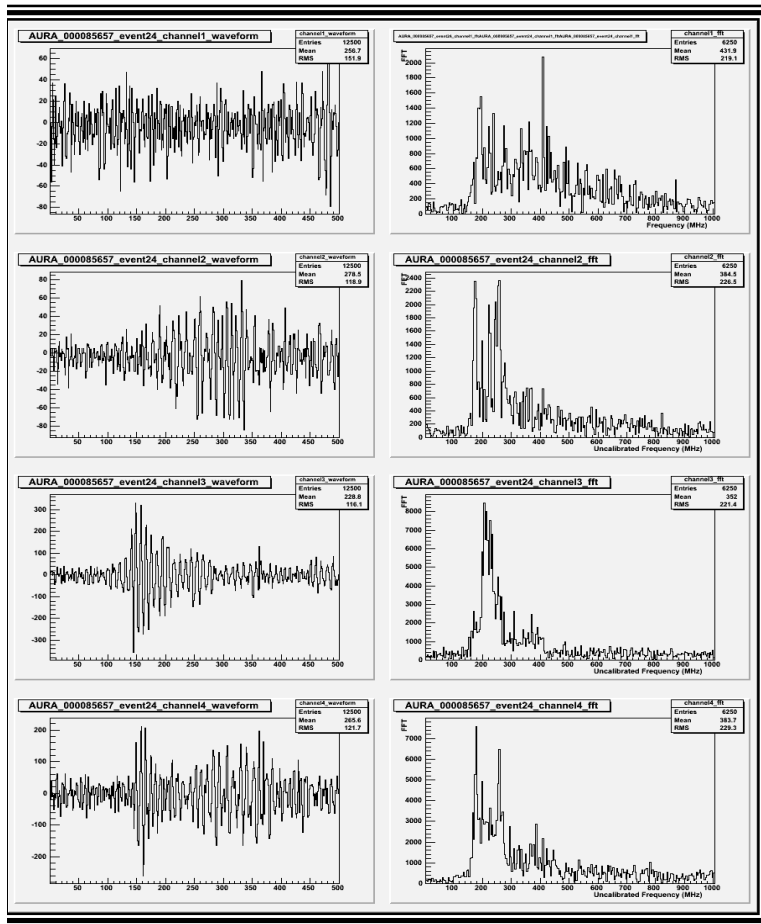 AURA_000085657_event24_channel1_waveform
channel1_waveform
Entries 12500
Mean 256.7
RMS 151.9
60
40
20
0
-20
-40
-60
-80
50 100 150 200 250 300 350 400 450 500
AURA_000085657_event24_channel1_fftAURA_000085657_event24_channel1_fftAURA_000085657_event24_channel1_fft
channel1_fft
Entries 6250
Mean 431.9
RMS 219.1
FFT
2000
1800
1600
1400
1200
1000
800
600
400
200
0
100 200 300 400 500 600 700 800 900 1000
Frequency (MHz)
AURA_000085657_event24_channel2_waveform
channel2_waveform
Entries 12500
Mean 278.5
RMS 118.9
80
60
40
20
0
-20
-40
-60
-80
50 100 150 200 250 300 350 400 450 500
AURA_000085657_event24_channel2_fft
channel2_fft
Entries 6250
Mean 384.5
RMS 226.5
FFT
2400
2200
2000
1800
1600
1400
1200
1000
800
600
400
200
0
100 200 300 400 500 600 700 800 900 1000
Uncalibrated Frequency (MHz)
AURA_000085657_event24_channel3_waveform
channel3_waveform
Entries 12500
Mean 228.8
RMS 116.1
300
200
100
0
-100
-200
-300
50 100 150 200 250 300 350 400 450 500
AURA_000085657_event24_channel3_fft
channel3_fft
Entries 6250
Mean 352
RMS 221.4
FFT
8000
7000
6000
5000
4000
3000
2000
1000
0
100 200 300 400 500 600 700 800 900 1000
Uncalibrated Frequency (MHz)
AURA_000085657_event24_channel4_waveform
channel4_waveform
Entries 12500
Mean 265.6
RMS 121.7
200
100
0
-100
-200
50 100 150 200 250 300 350 400 450 500
AURA_000085657_event24_channel4_fft
channel4_fft
Entries 6250
Mean 383.7
RMS 229.3
FFT
7000
6000
5000
4000
3000
2000
1000
0
100 200 300 400 500 600 700 800 900 1000
Uncalibrated Frequency (MHz)